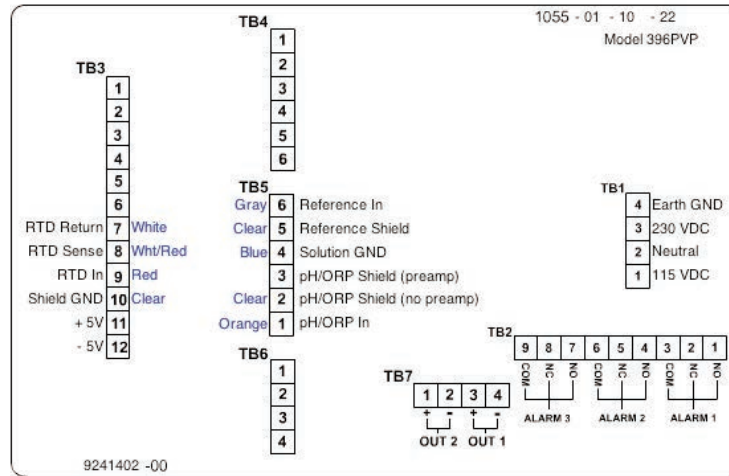 1055 - 01 - 10 - 22
Model 396PVP
TB4
1
2
3
4
5
6
TB3
1
2
3
4
5
6
RTD Return 7 White
RTD Sense 8 Wht/Red
RTD In 9 Red
Shield GND 10 Clear
+ 5V 11
- 5V 12
TB5
Gray 6 Reference In
Clear 5 Reference Shield
Blue 4 Solution GND
3 pH/ORP Shield (preamp)
Clear 2 pH/ORP Shield (no preamp)
Orange 1 pH/ORP In
TB1
4 Earth GND
3 230 VDC
2 Neutral
1 115 VDC
TB6
1
2
3
4
TB7
1 2 3 4
+ - + -
OUT 2 OUT 1
TB2
9 8 7 6 5 4 3 2 1
COM NC NO COM NC NO COM NC NO
ALARM 3 ALARM 2 ALARM 1
9241402 -00